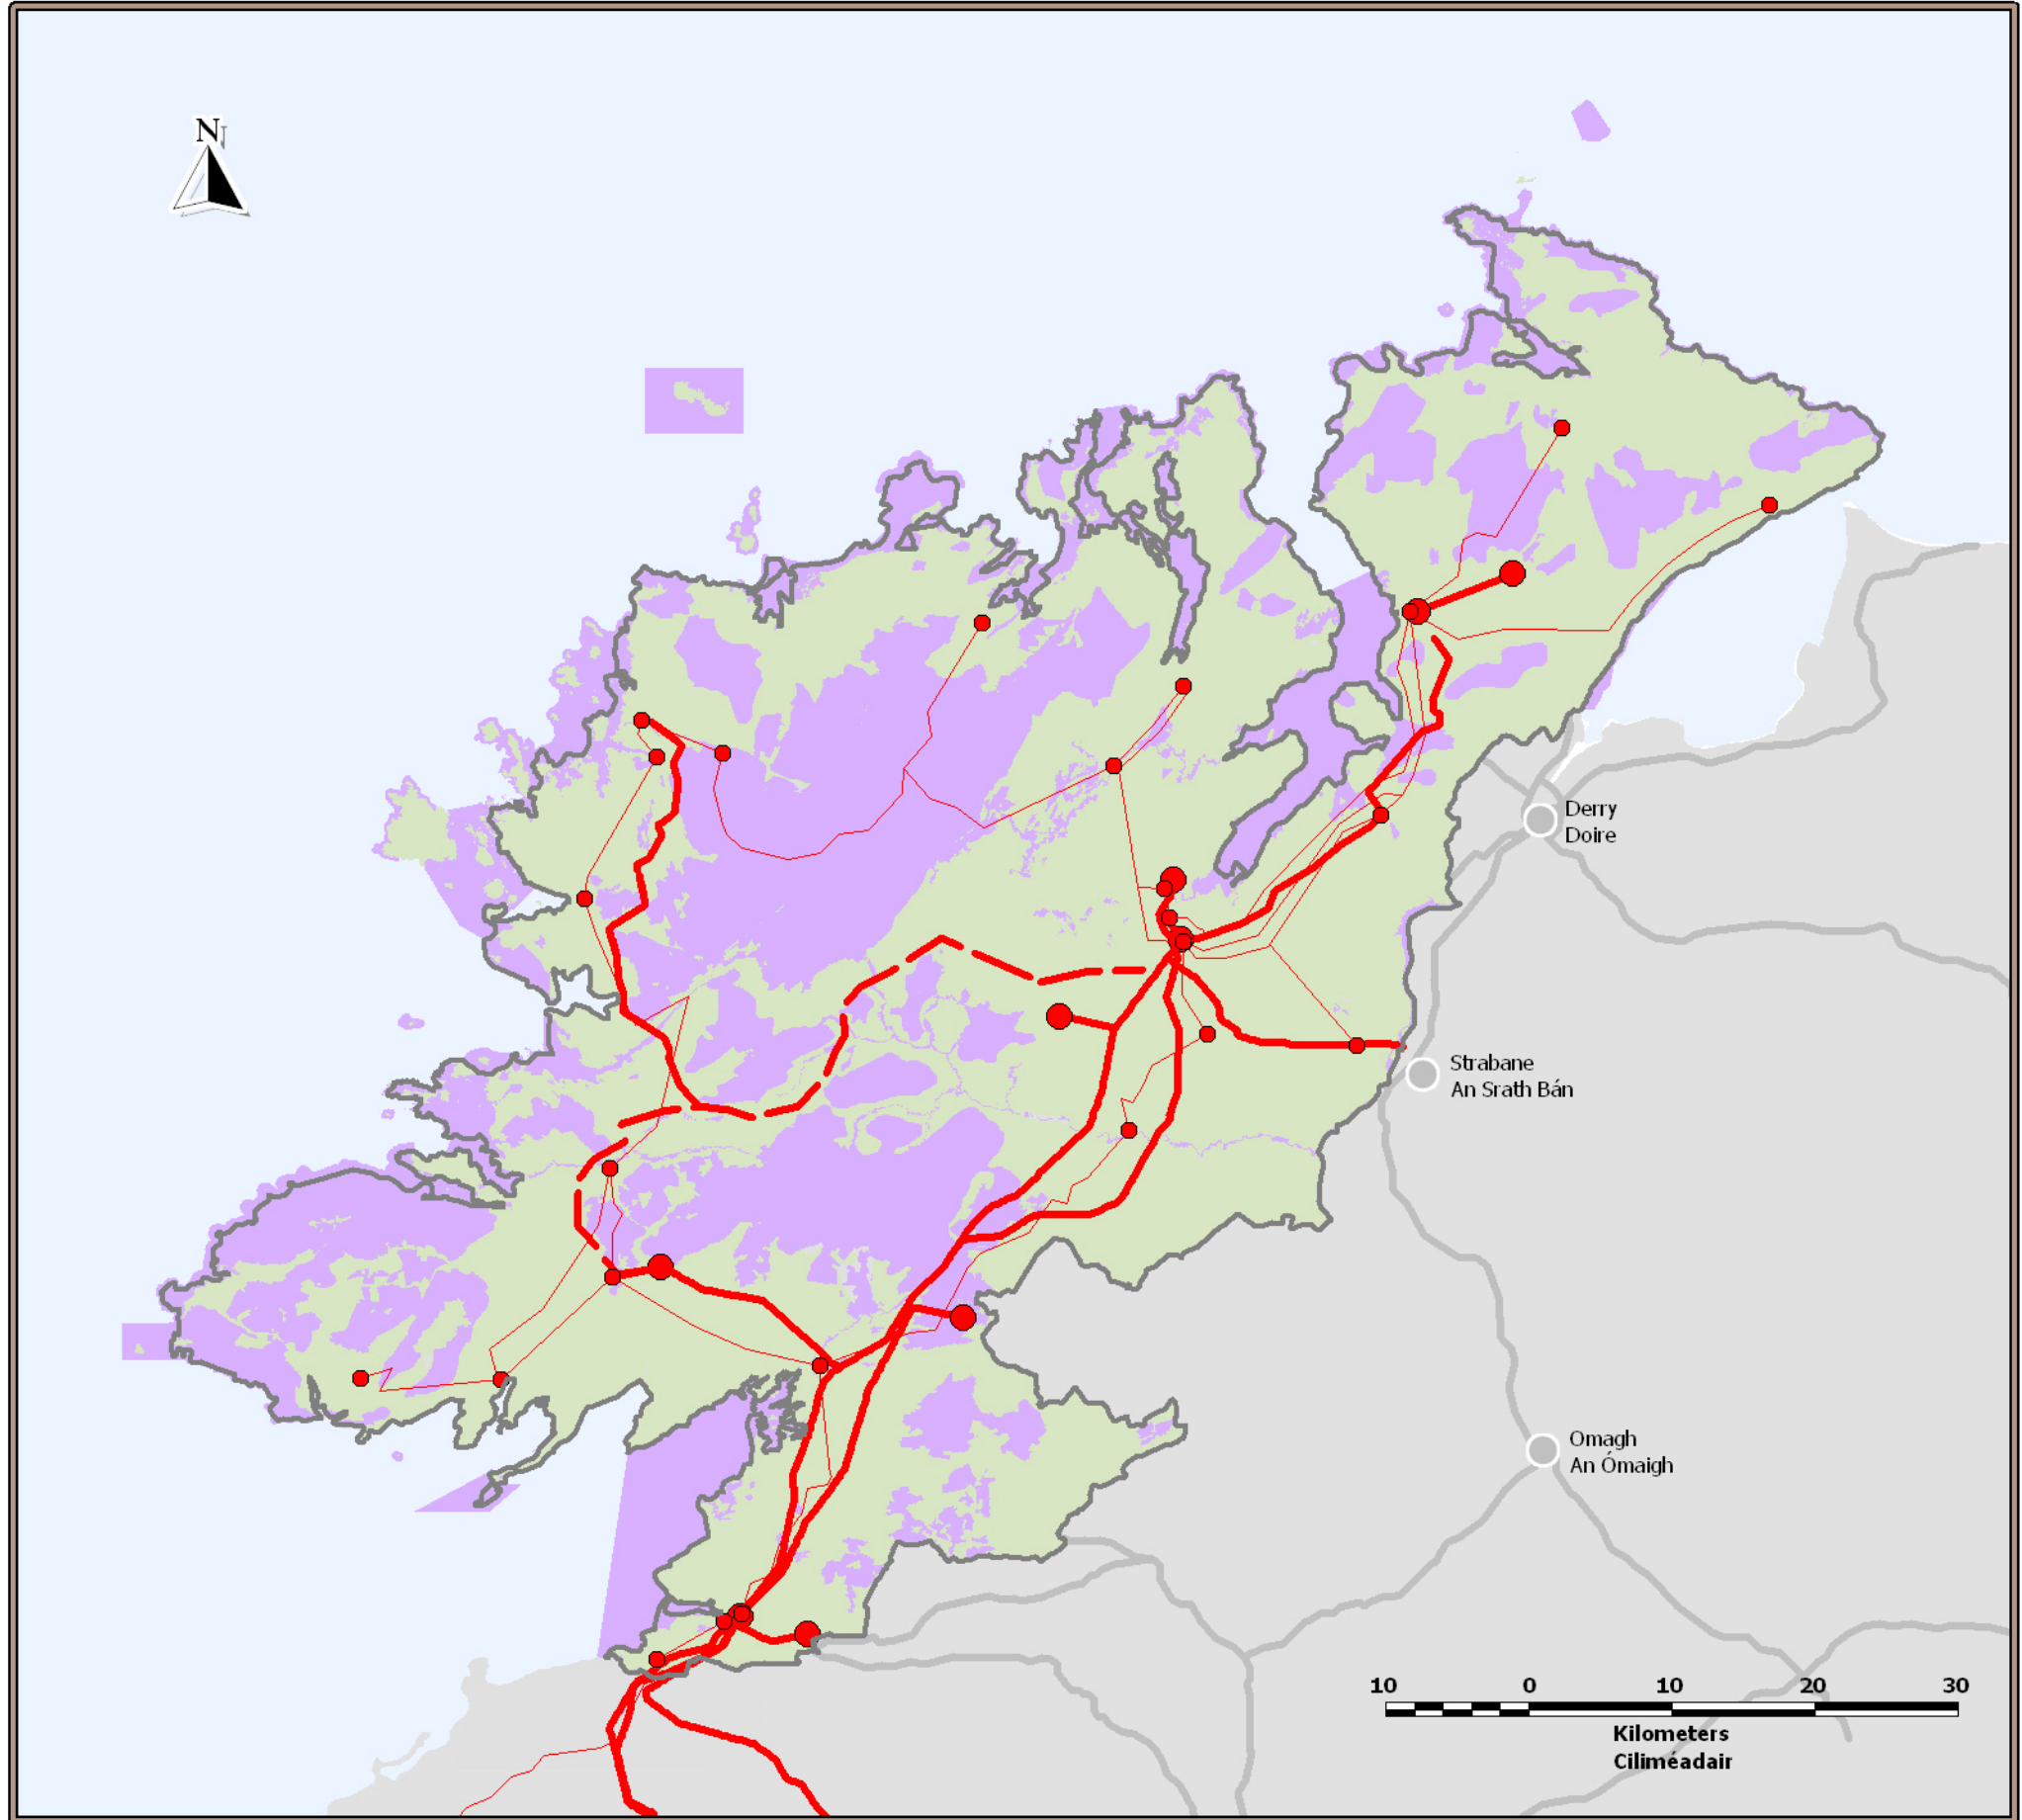 N
Derry
Doire
Strabane
An Srath Bán
Omagh
An Ómaigh
10 0 10 20 30
Kilometers
Ciliméadair